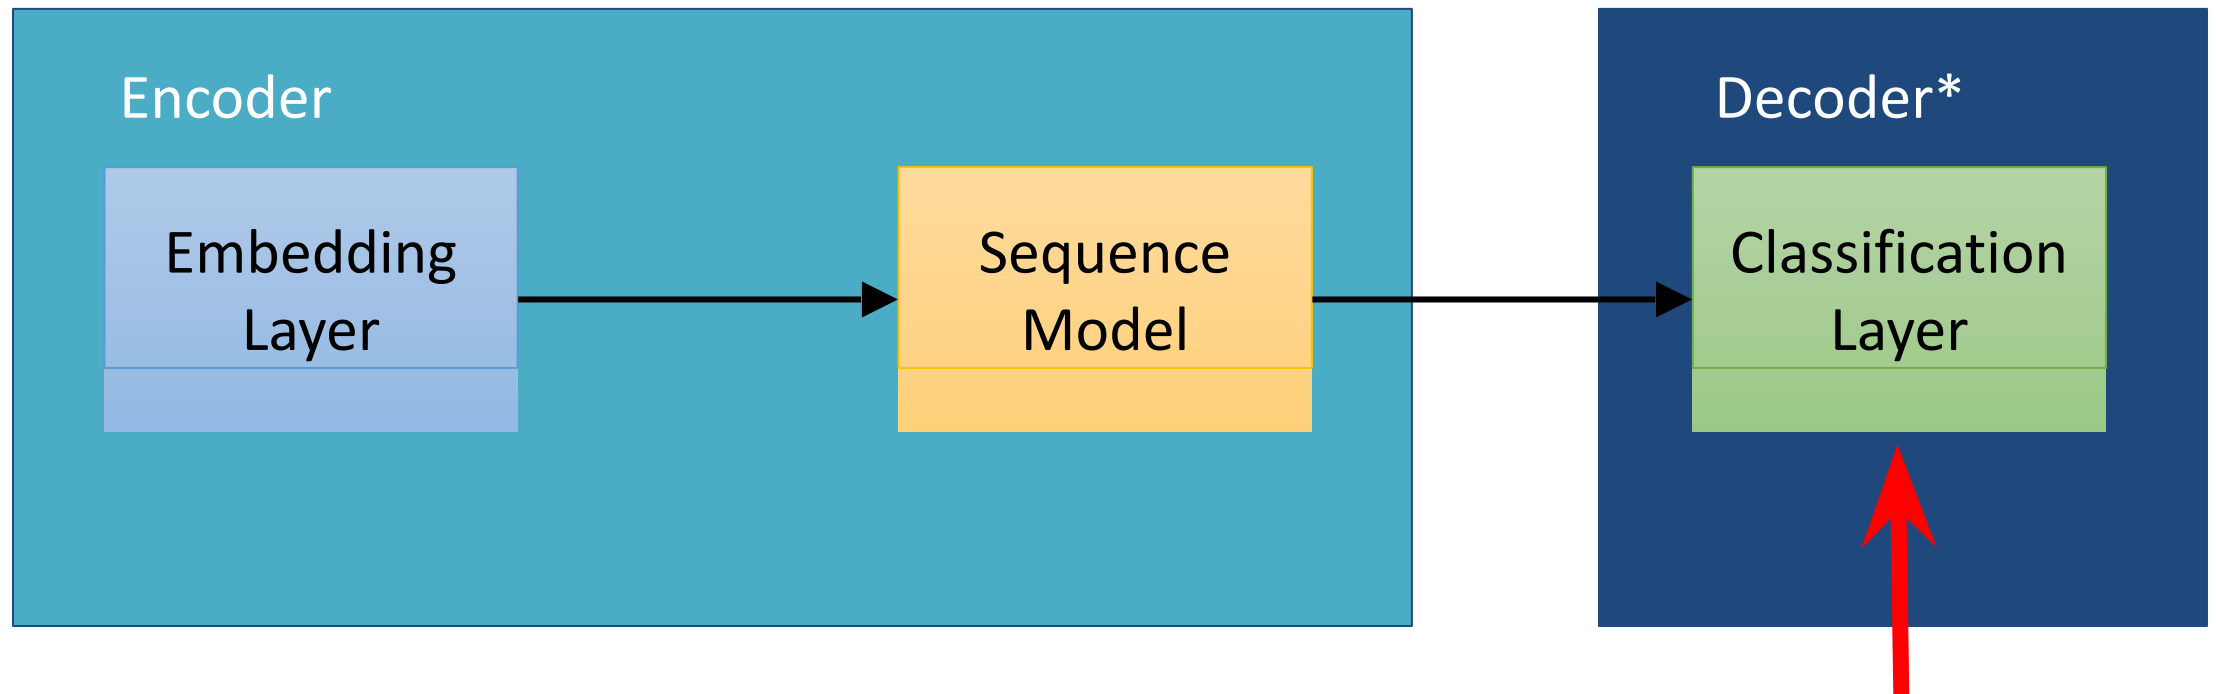 Encoder
Decoder*
Embedding
Layer
Sequence
Model
Classification
Layer